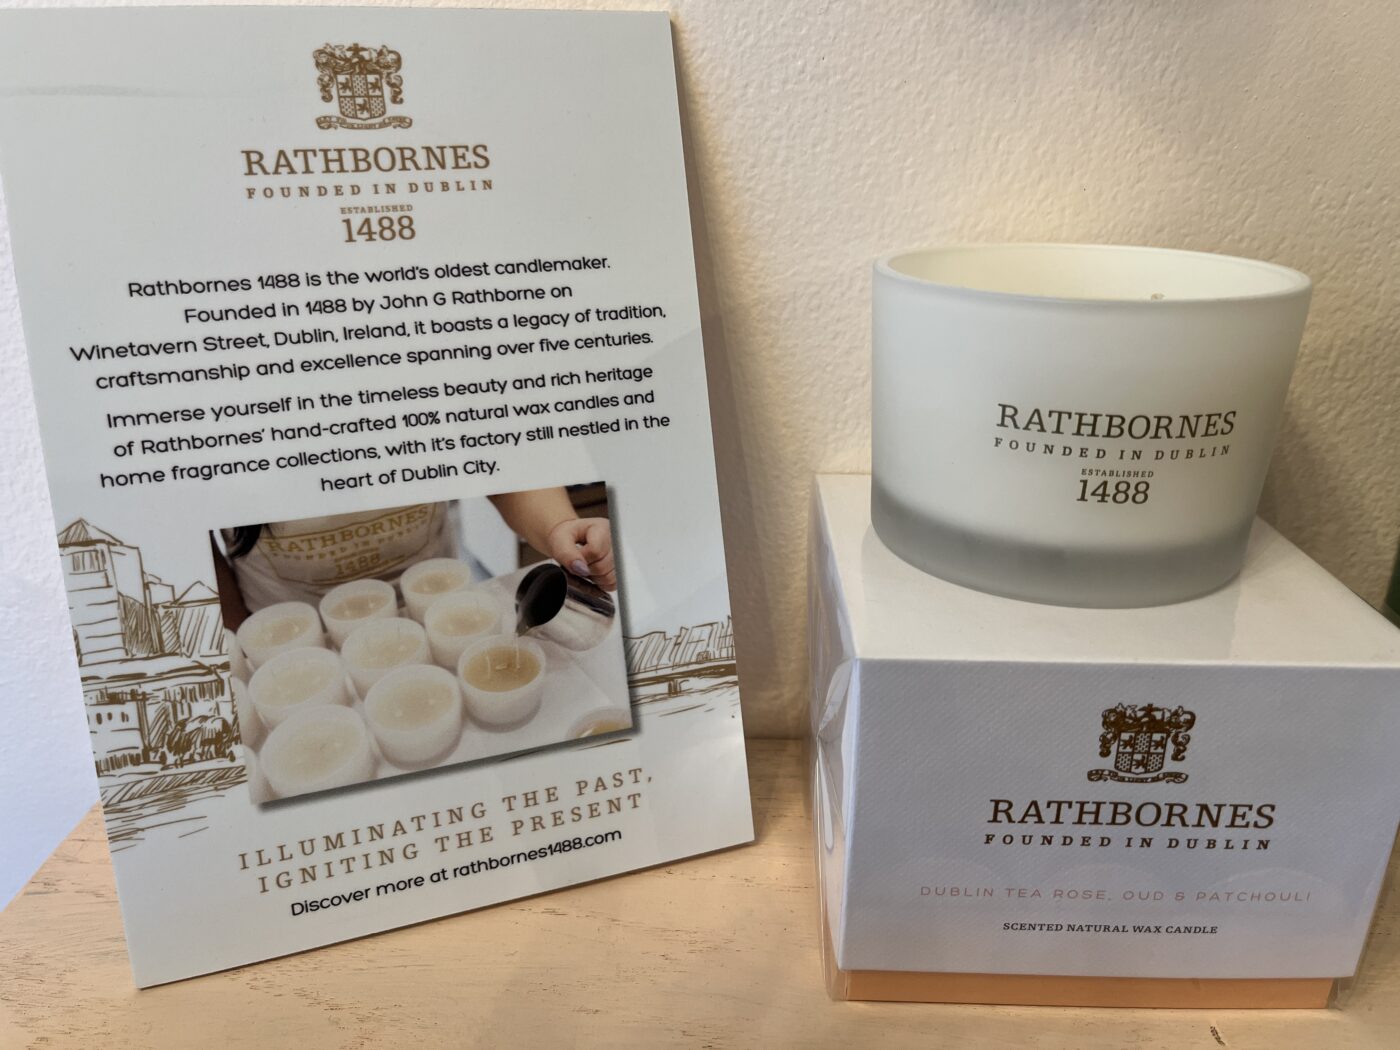 RATHBORNES
FOUNDED IN DUBLIN
ESTABLISHED
1488
Rathbornes 1488 is the world's oldest candlemaker.
Founded in 1488 by John G Rathborne on
Winetavern Street, Dublin, Ireland, it boasts a legacy of tradition,
craftsmanship and excellence spanning over five centuries.
Immerse yourself in the timeless beauty and rich heritage
of Rathbornes' hand-crafted 100% natural wax candles and
home fragrance collections, with it's factory still nestled in the
heart of Dublin City.
RATHBORNES
FOUNDED IN DUBLIN
1488
ILLUMINATING THE PAST,
IGNITING THE PRESENT
Discover more at rathbornes1488.com
RATHBORNES
FOUNDED IN DUBLIN
ESTABLISHED
1488
RATHBORNES
FOUNDED IN DUBLIN
DUBLIN TEA ROSE, OUD & PATCHOULI
SCENTED NATURAL WAX CANDLE